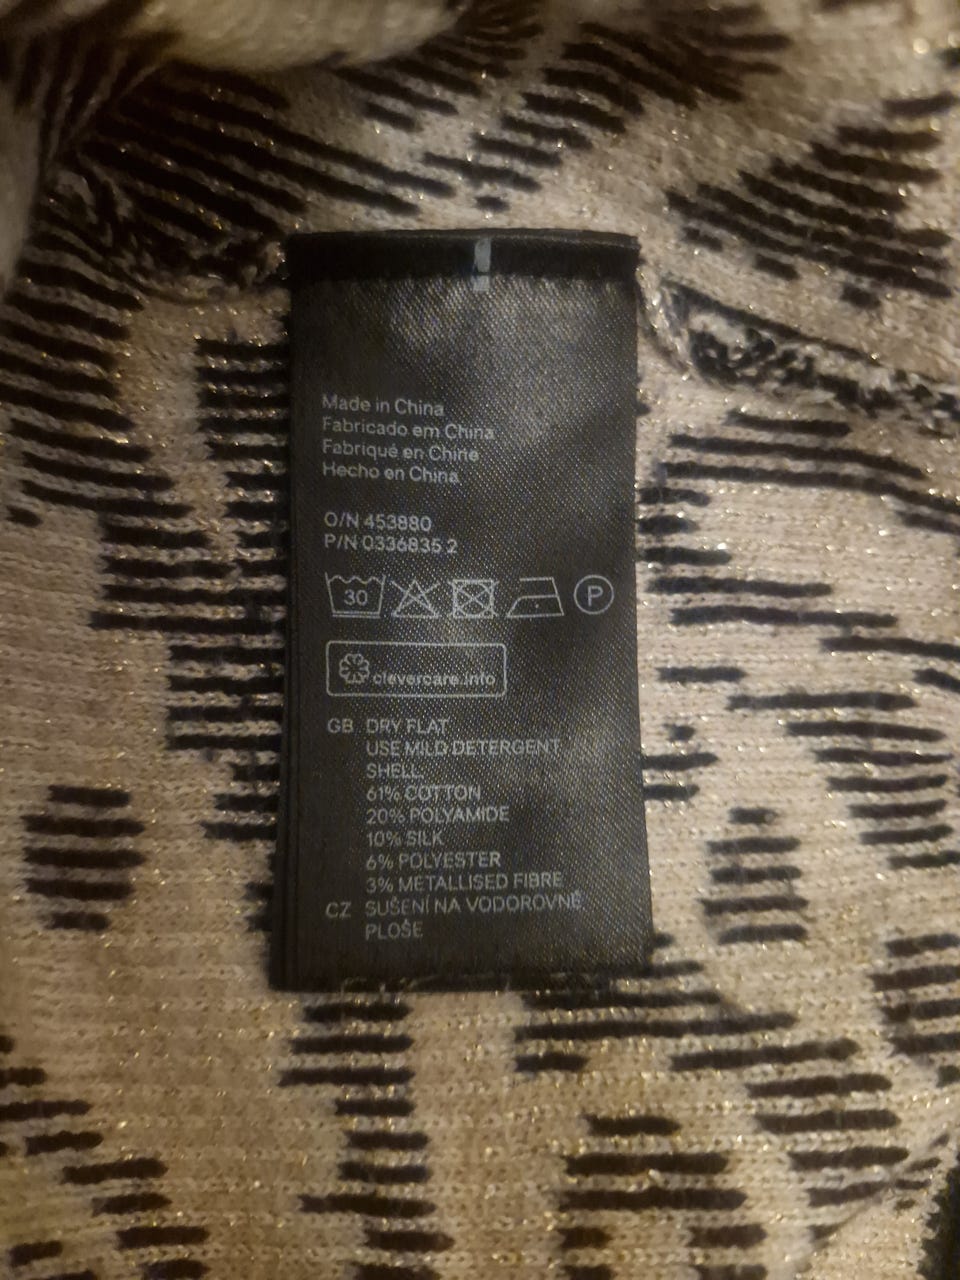 Made in China
Fabricado em China
Fabriqué en Chine
Hecho en China
O/N 453880
P/N 0336835 2
30 P
clevercare.info
GB DRY FLAT
USE MILD DETERGENT
SHELL
61% COTTON
20% POLYAMIDE
10% SILK
6% POLYESTER
3% METALLISED FIBRE
CZ SUŠENÍ NA VODOROVNÉ
PLOŠE